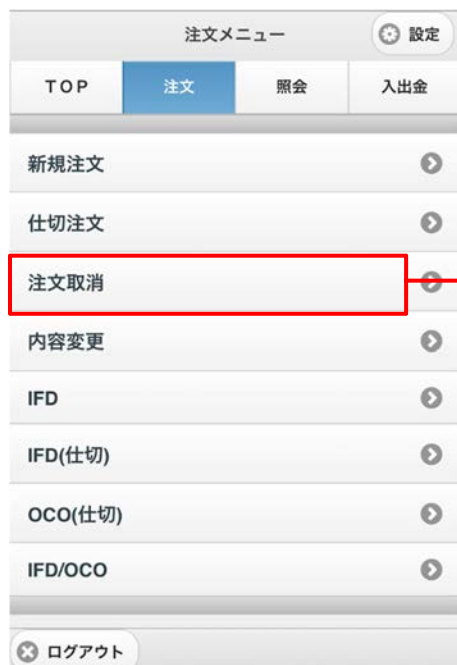 注文メニュー 設定
TOP 注文 照会 入出金
新規注文
仕切注文
注文取消
内容変更
IFD
IFD(仕切)
OCO(仕切)
IFD/OCO
ログアウト